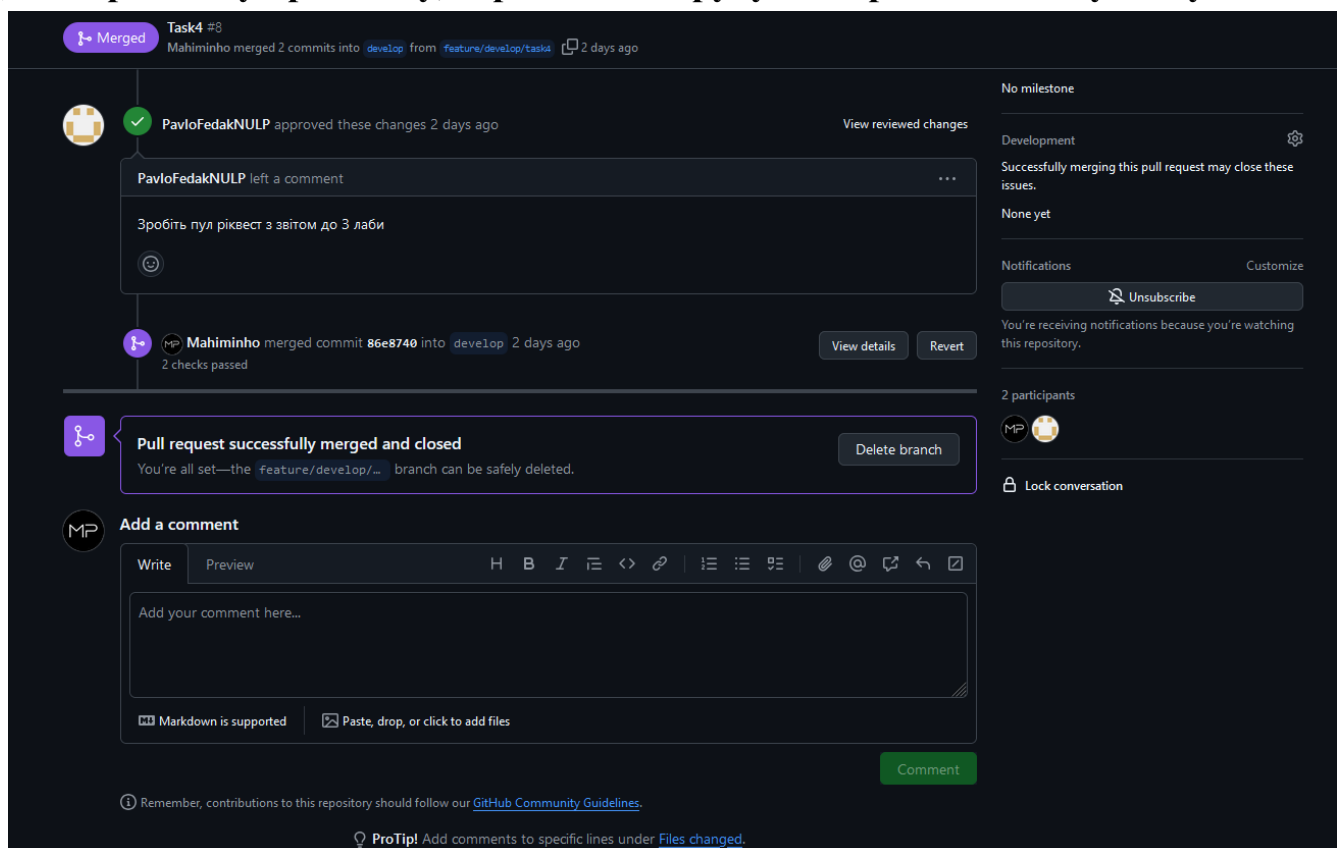 Merged
Task4 #8
Mahiminho merged 2 commits into develop from feature/develop/task4 2 days ago
PavloFedakNULP approved these changes 2 days ago
View reviewed changes
PavloFedakNULP left a comment
Зробіть пул ріквест з звітом до 3 лаби
Mahiminho merged commit 86e8740 into develop 2 days ago
2 checks passed
View details
Revert
Pull request successfully merged and closed
You're all set—the feature/develop/… branch can be safely deleted.
Delete branch
MP
Add a comment
Write
Preview
Add your comment here...
Markdown is supported
Paste, drop, or click to add files
Comment
Remember, contributions to this repository should follow our GitHub Community Guidelines.
ProTip! Add comments to specific lines under Files changed.
No milestone
Development
Successfully merging this pull request may close these
issues.
None yet
Notifications
Customize
Unsubscribe
You're receiving notifications because you're watching
this repository.
2 participants
MP
Lock conversation